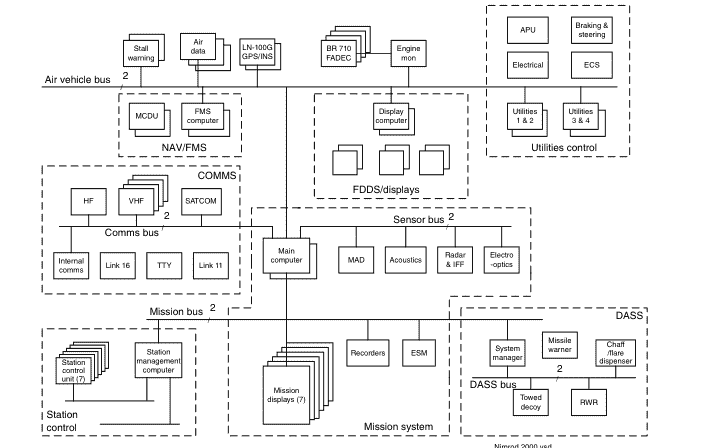 Stall
warning
Air
data
LN-100G
GPS/INS
BR 710
FADEC
Engine
mon
APU
Braking &
steering
Electrical
ECS
Air vehicle bus
2
MCDU
FMS
computer
NAV/FMS
Display
computer
FDDS/displays
Utilities
1 & 2
Utilities
3 & 4
Utilities control
COMMS
HF
VHF
SATCOM
2
Comms bus
Internal
comms
Link 16
TTY
Link 11
Sensor bus
2
Main
computer
MAD
Acoustics
Radar
& IFF
Electro
-optics
Mission bus
2
Station
control
unit (7)
Station
management
computer
Station
control
Mission
displays (7)
Recorders
ESM
Mission system
DASS
System
manager
Missile
warner
Chaff
/flare
dispenser
DASS bus
2
Towed
decoy
RWR
Nimrod 2000.vsd